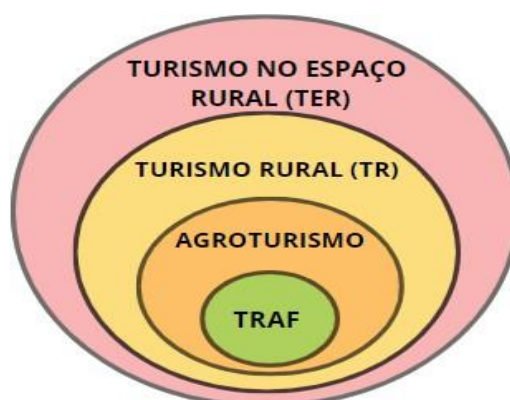 TURISMO NO ESPAÇO
RURAL (TER)
TURISMO RURAL (TR)
AGROTURISMO
TRAF